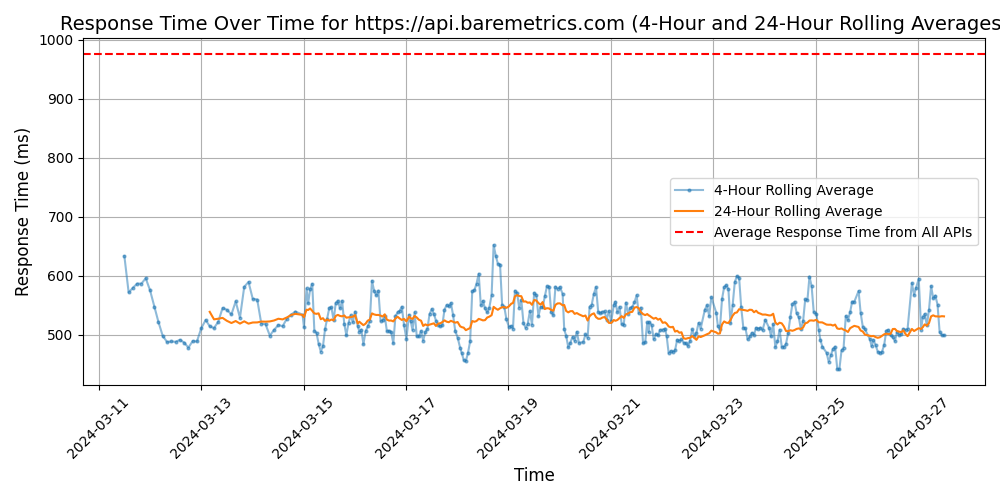 Response Time Over Time for https://api.baremetrics.com (4-Hour and 24-Hour Rolling Averages
Response Time (ms)
1000
900
800
700
600
500
4-Hour Rolling Average
24-Hour Rolling Average
Average Response Time from All APIs
2024-03-11
2024-03-13
2024-03-15
2024-03-17
2024-03-19
2024-03-21
2024-03-23
2024-03-25
2024-03-27
Time